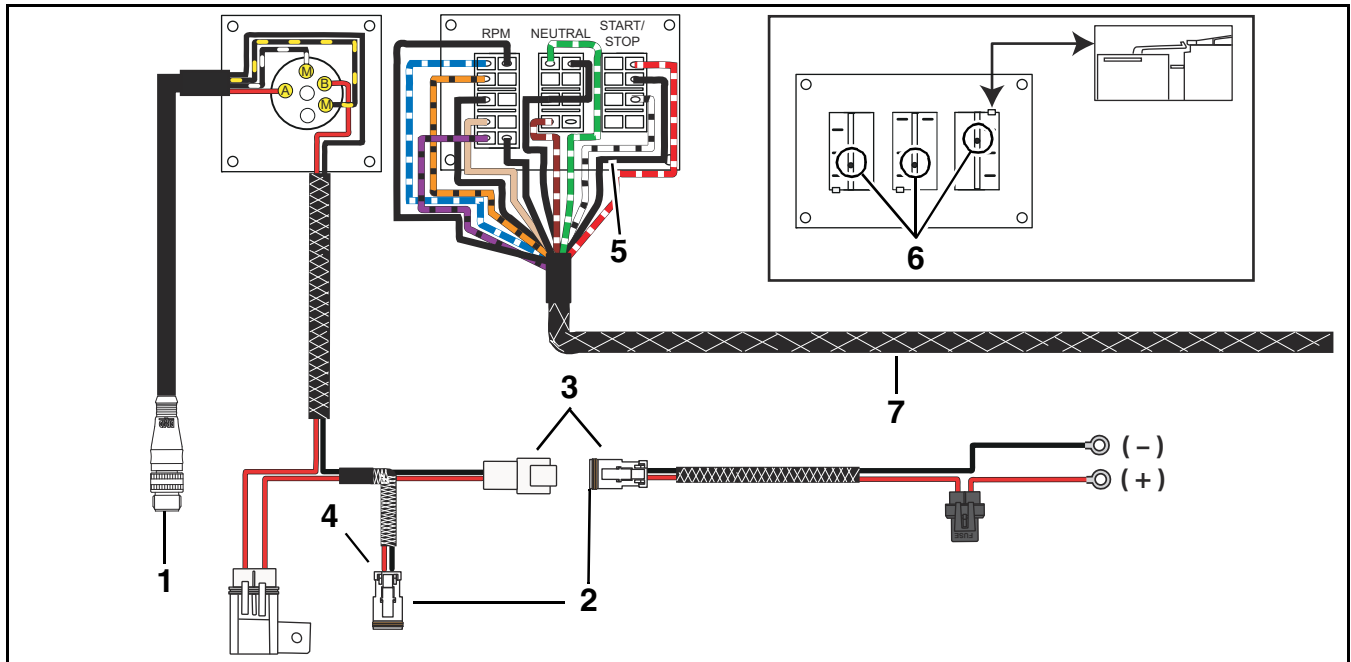 RPM
NEUTRAL
START/
STOP
M
A
B
M
5
6
7
3
( – )
( + )
4
FUSE
1
2